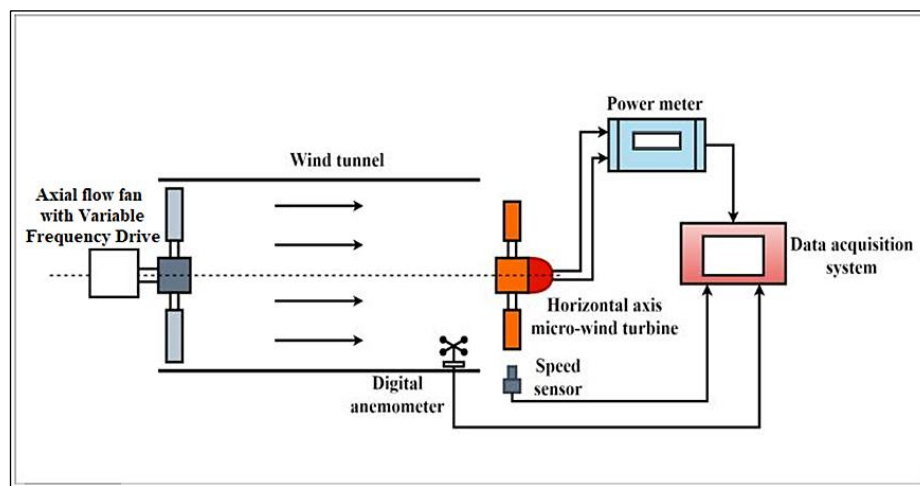 Power meter
Wind tunnel
Axial flow fan
with Variable
Frequency Drive
Data acquisition
system
Horizontal axis
micro-wind turbine
Digital
anemometer
Speed
sensor